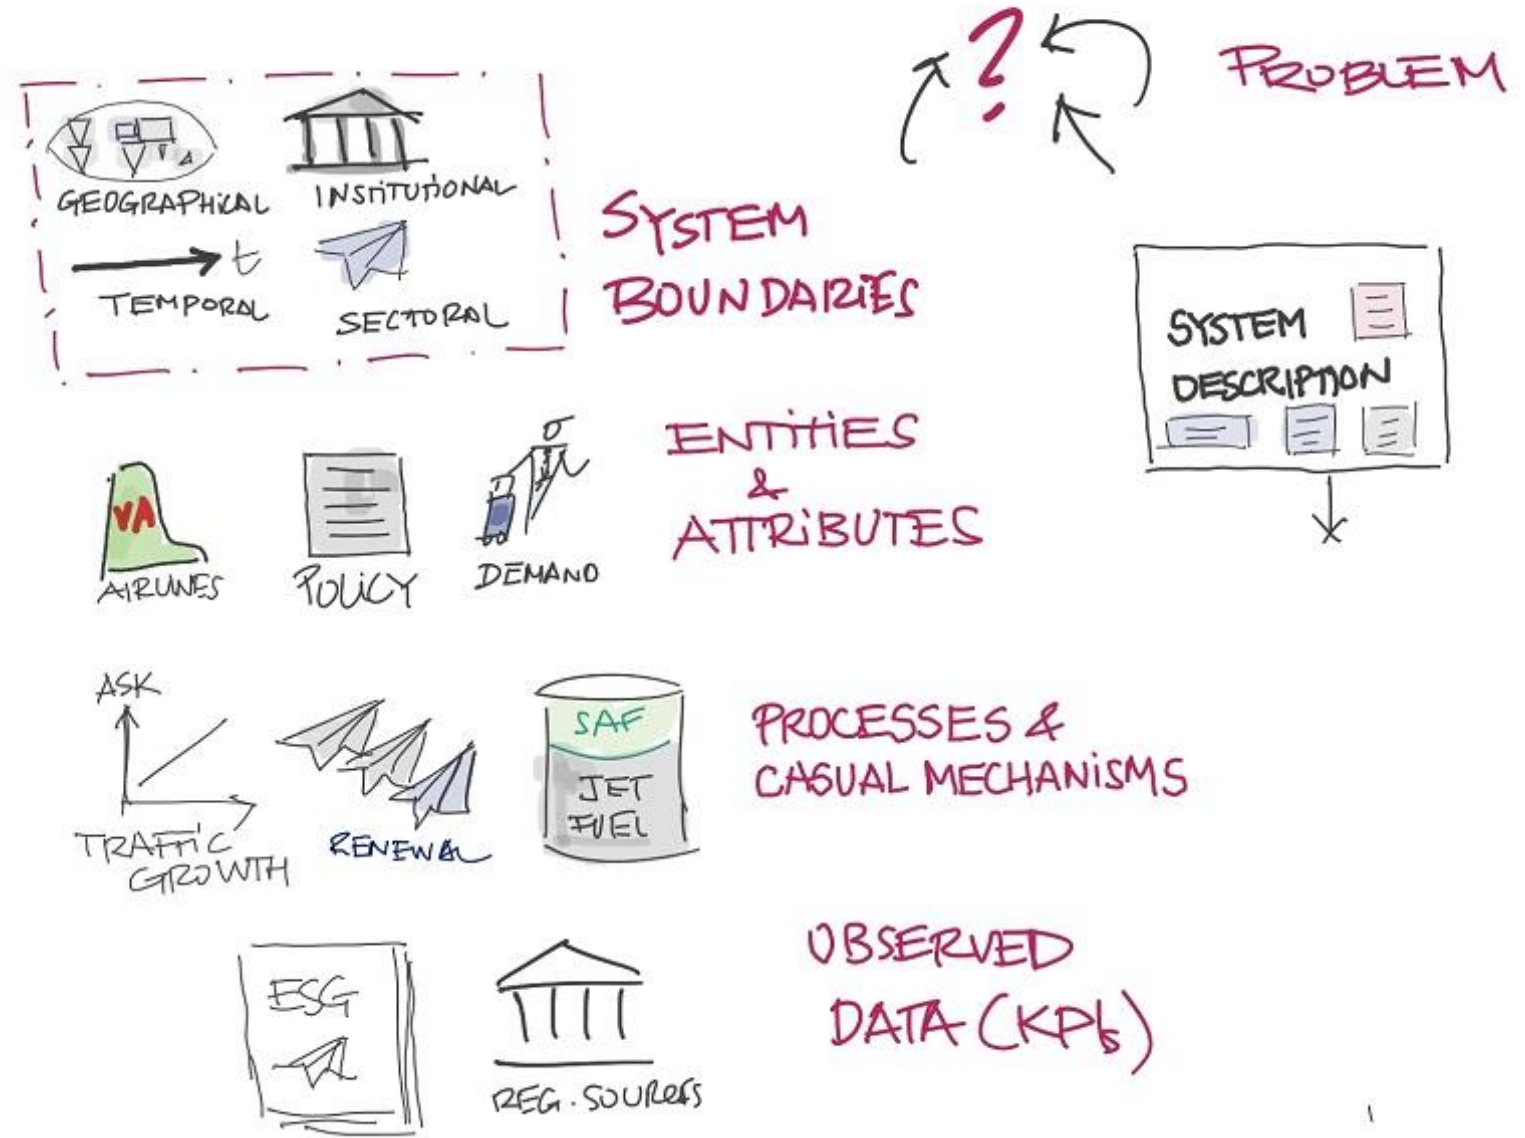 ?
PROBLEM
GEOGRAPHICAL
INSTITUTIONAL
t
TEMPORAL
SECTORAL
SYSTEM
BOUNDARIES
SYSTEM
DESCRIPTION
VA
AIRLINES
POLICY
DEMAND
ENTITIES
&
ATTRIBUTES
ASK
TRAFFIC
GROWTH
RENEWAL
SAF
JET
FUEL
PROCESSES &
CASUAL MECHANISMS
ESG
REG. SOURCES
OBSERVED
DATA (KPIs)
1